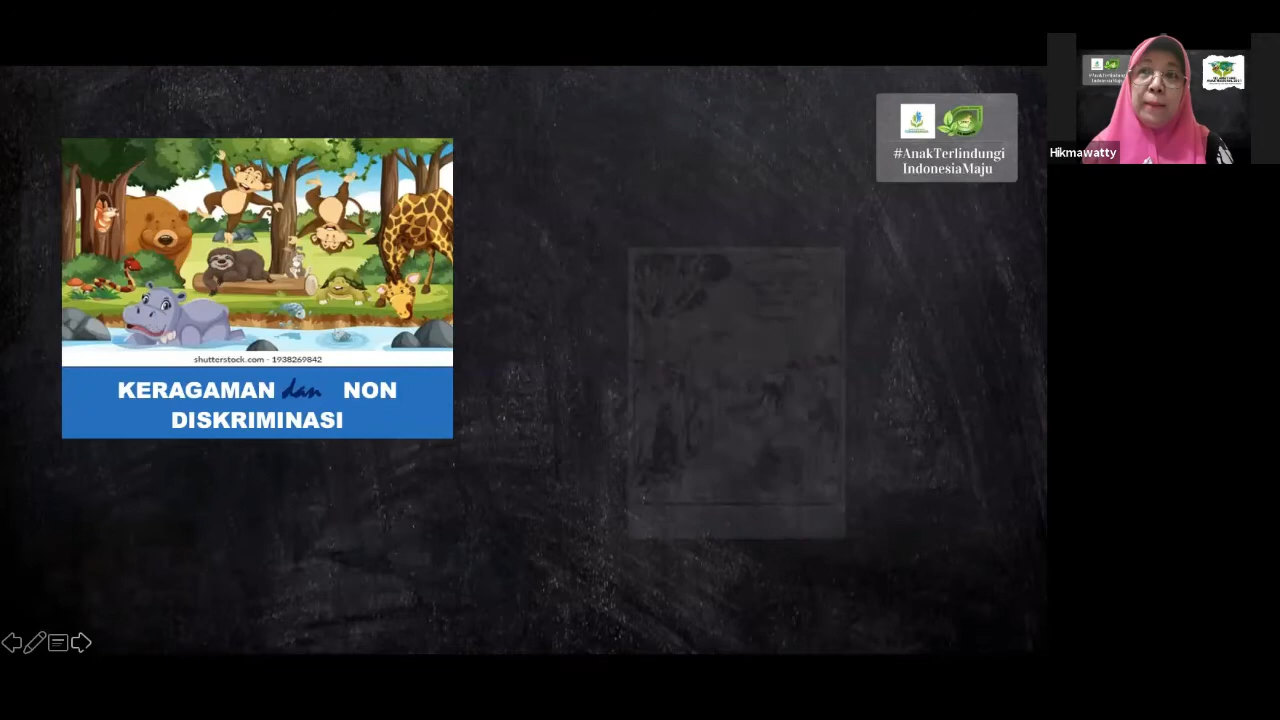 #AnakTerlindungi
IndonesiaMaju
Hikmawatty
shutterstock.com - 1938269842
KERAGAMAN dan NON
DISKRIMINASI